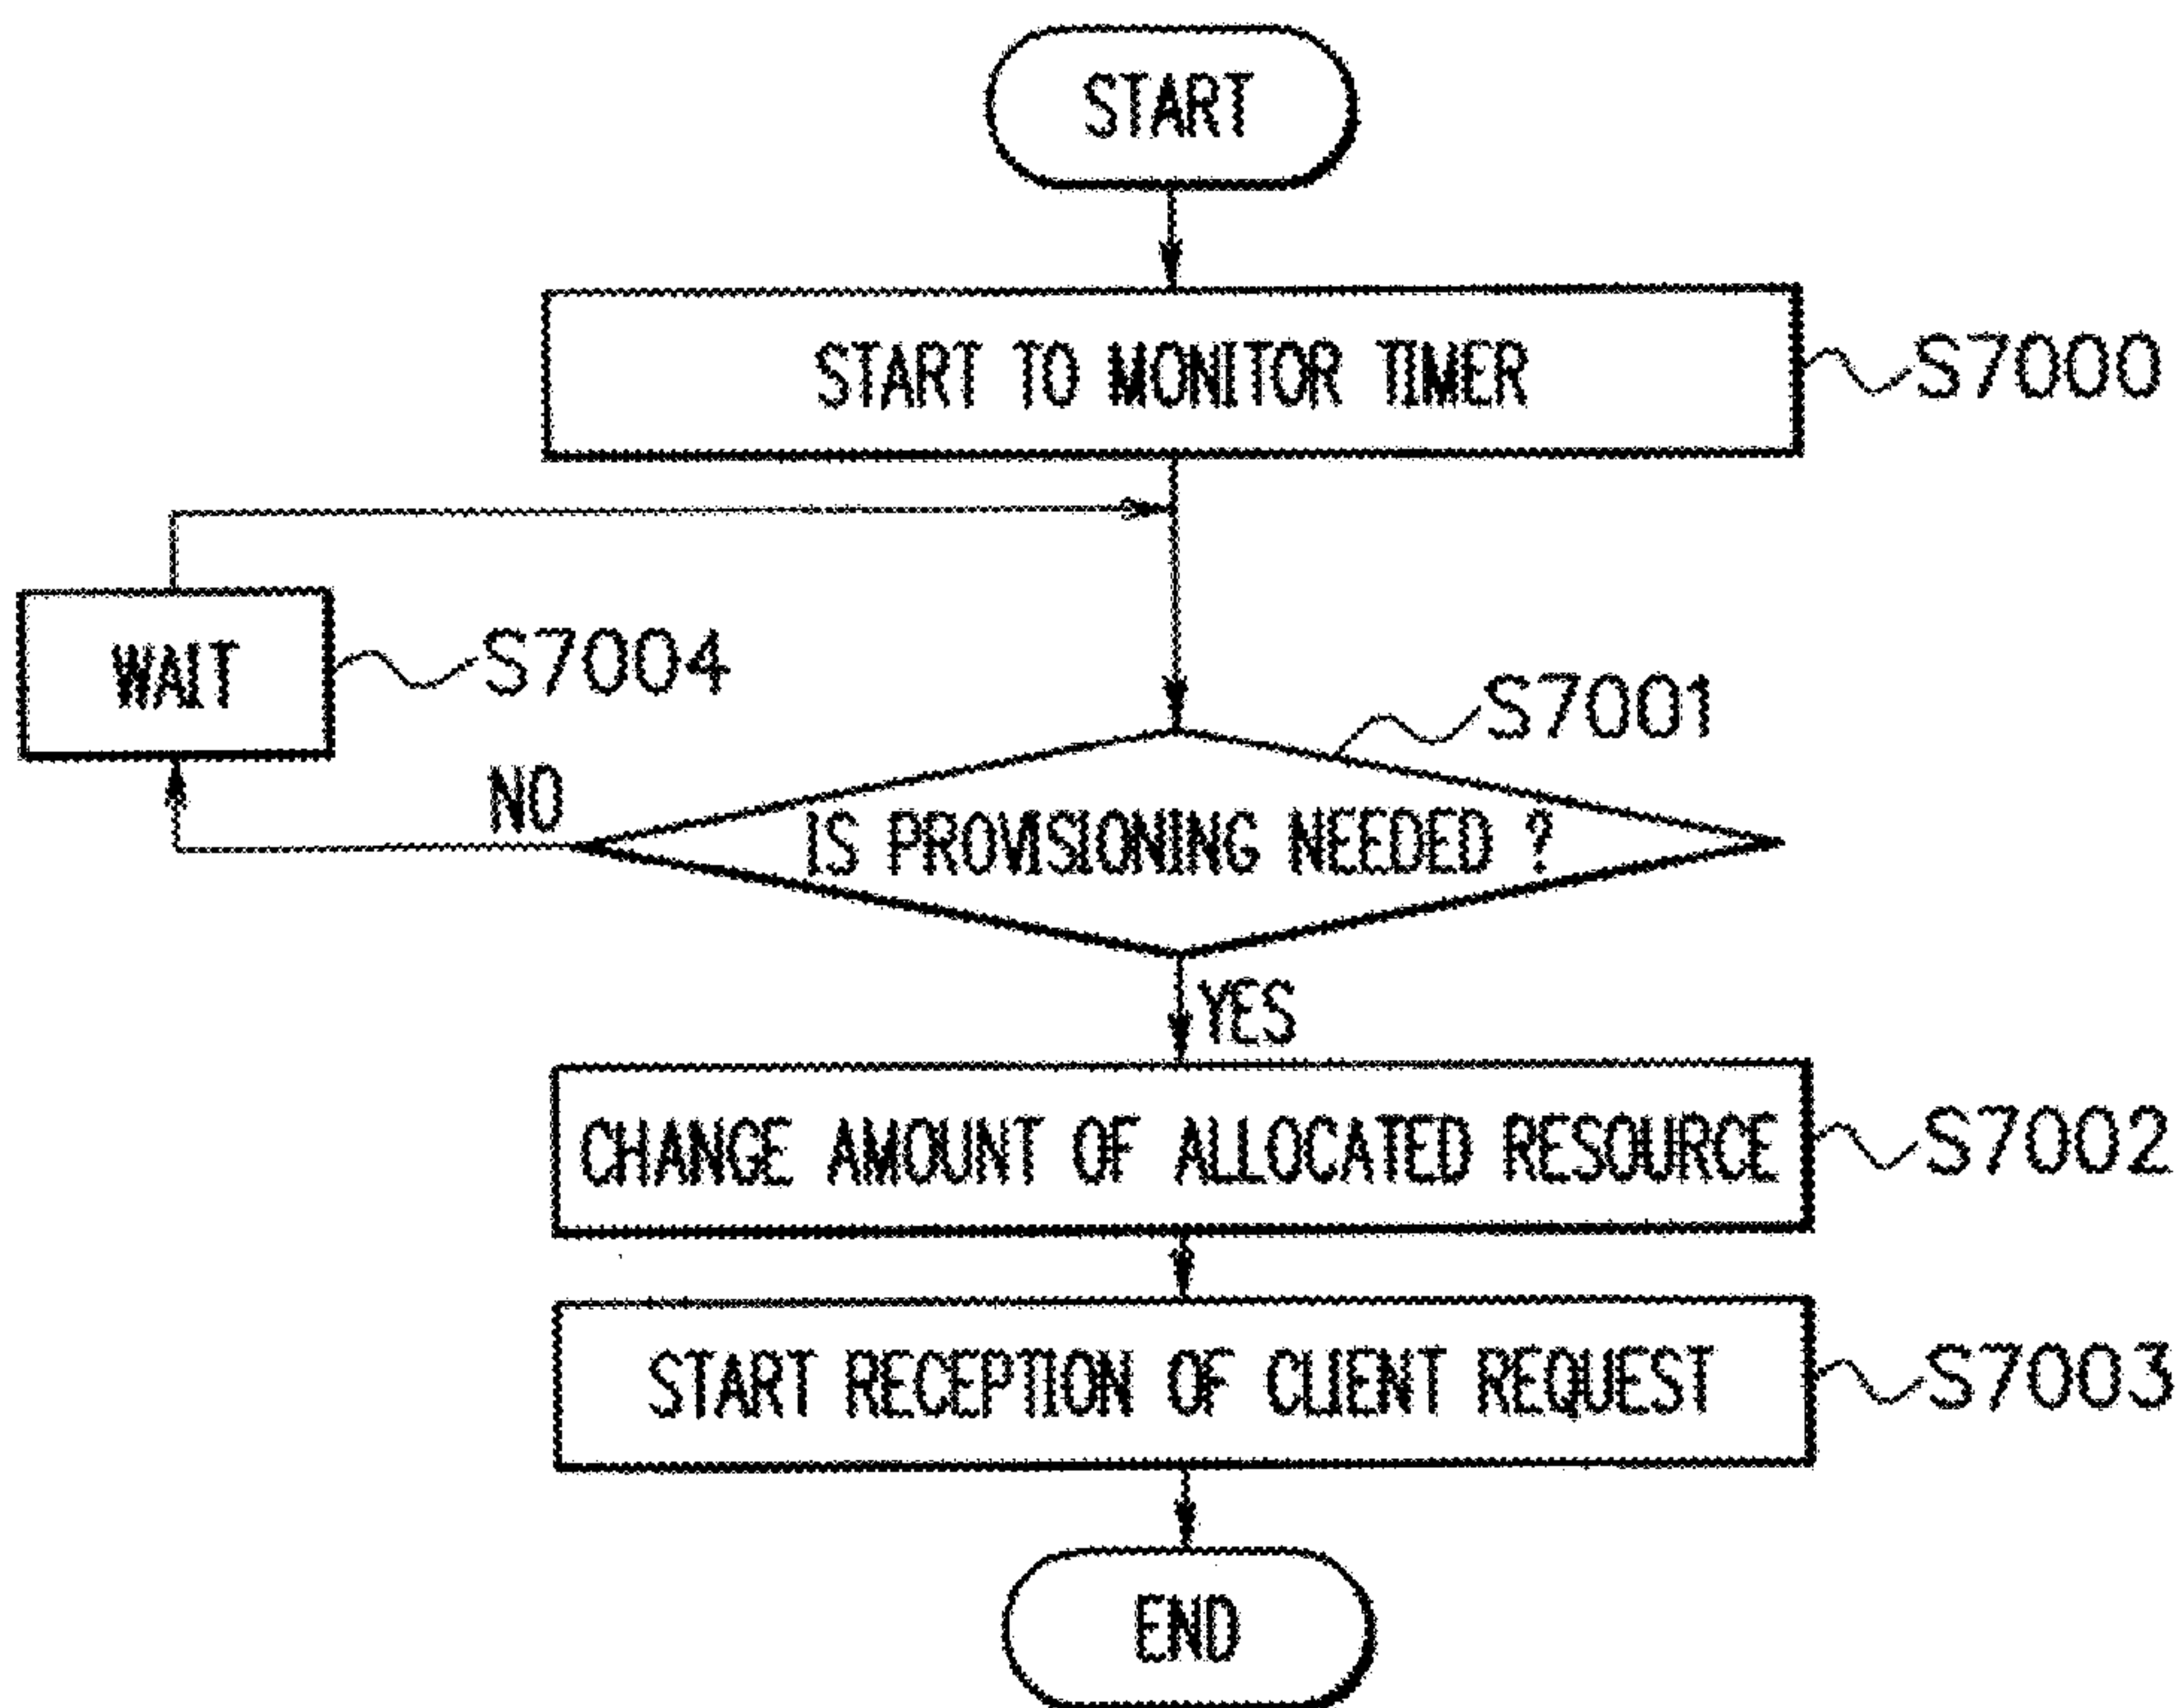 START
START TO MONITOR TIMER
S7000
WAIT
S7004
S7001
NO
IS PROVISIONING NEEDED ?
YES
CHANGE AMOUNT OF ALLOCATED RESOURCE
S7002
START RECEPTION OF CLIENT REQUEST
S7003
END